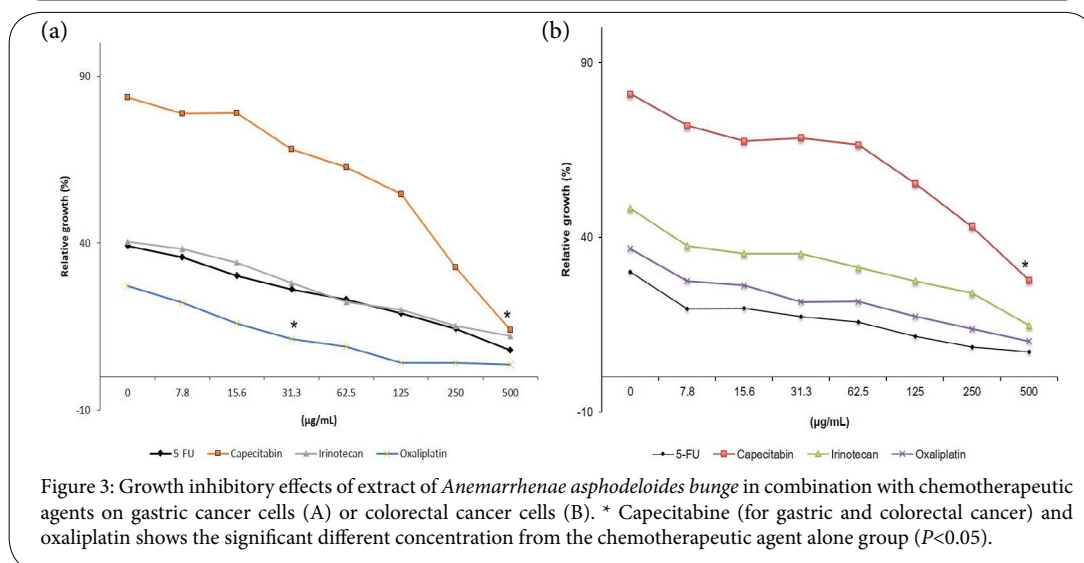 (a)
90
40
-10
Relative growth (%)
0 7.8 15.6 31.3 62.5 125 250 500
(µg/mL)
*
*
5 FU Capecitabin Irinotecan Oxaliplatin
(b)
90
40
-10
Relative growth (%)
0 7.8 15.6 31.3 62.5 125 250 500
(µg/mL)
*
5-FU Capecitabin Irinotecan Oxaliplatin
Figure 3: Growth inhibitory effects of extract of Anemarrhenae asphodeloides bunge in combination with chemotherapeutic
agents on gastric cancer cells (A) or colorectal cancer cells (B). * Capecitabine (for gastric and colorectal cancer) and
oxaliplatin shows the significant different concentration from the chemotherapeutic agent alone group (P<0.05).